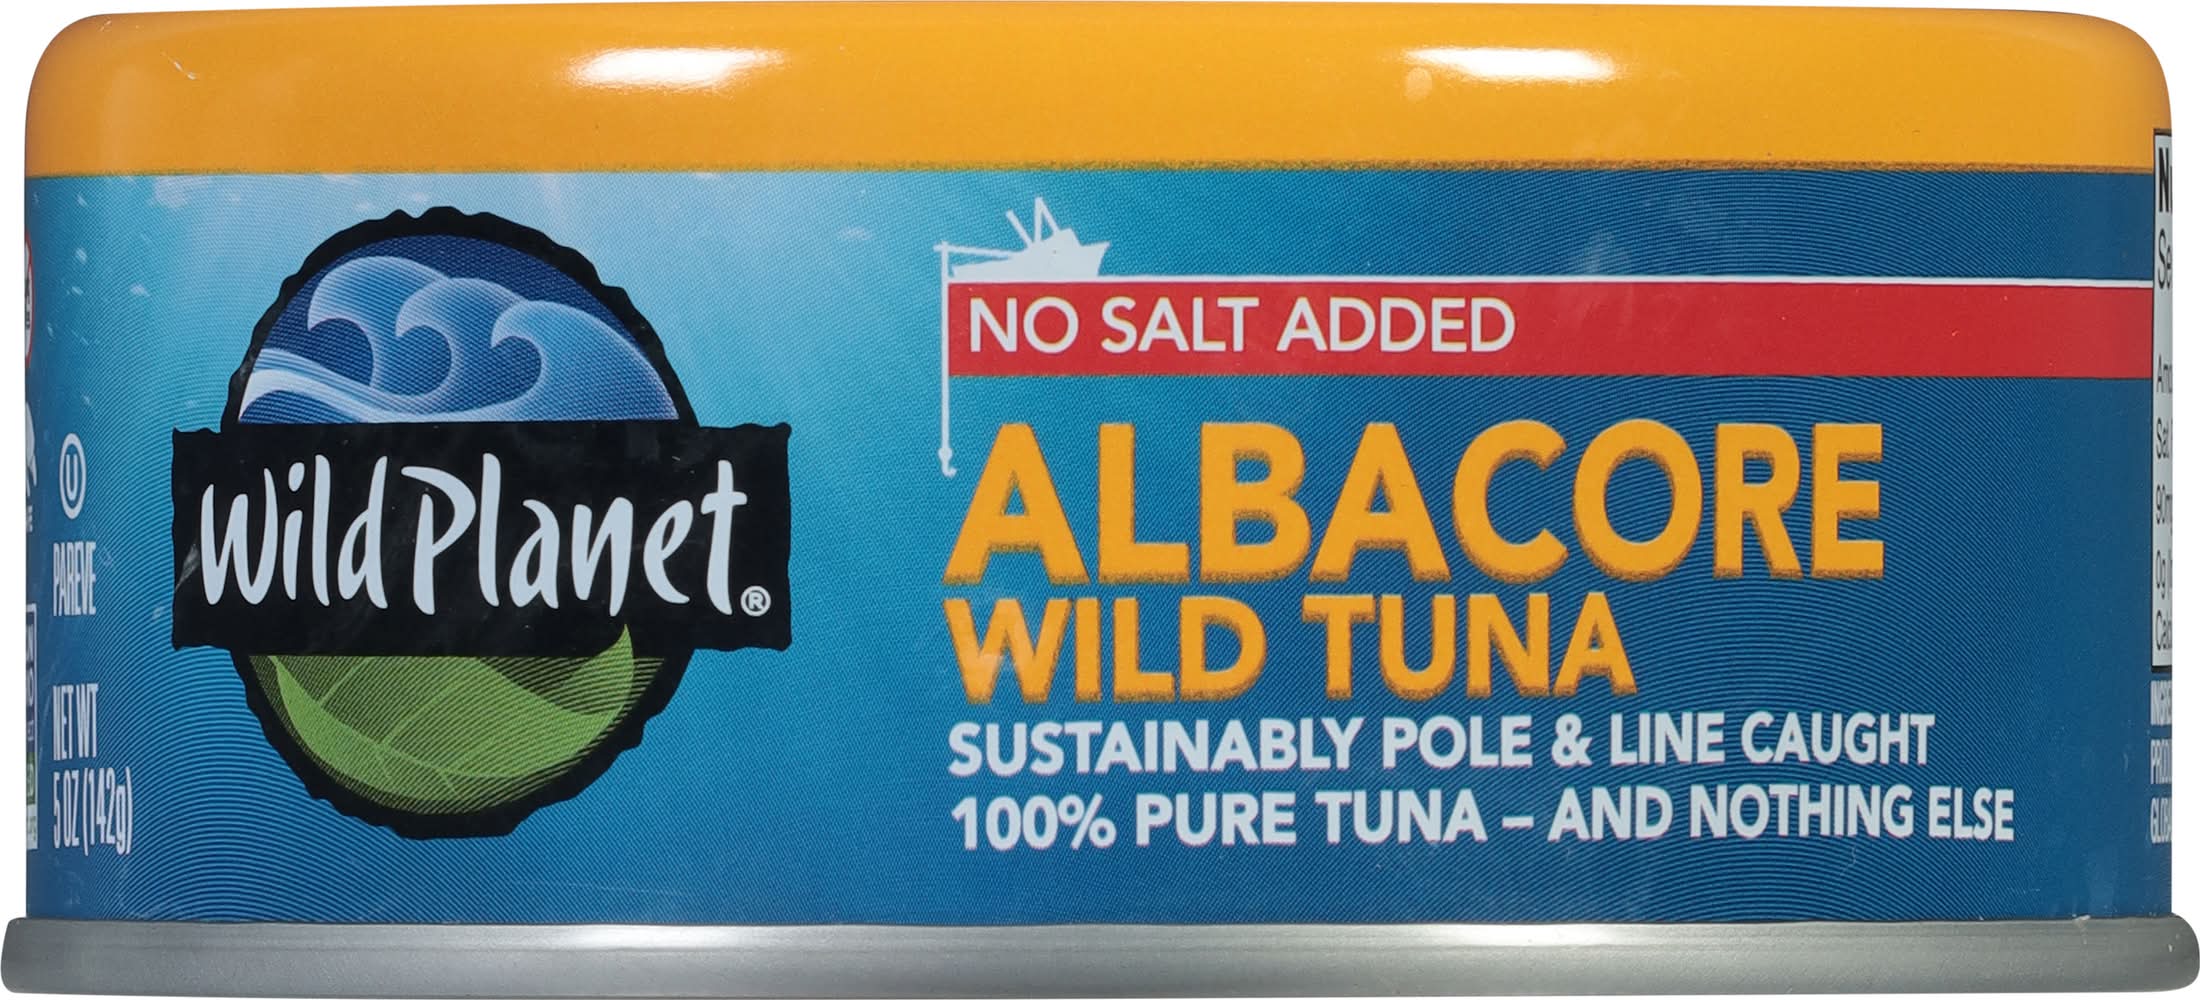 Wild Planet®
NO SALT ADDED
ALBACORE
WILD TUNA
SUSTAINABLY POLE & LINE CAUGHT
100% PURE TUNA – AND NOTHING ELSE
U
PAREVE
NET WT
5 OZ (142g)